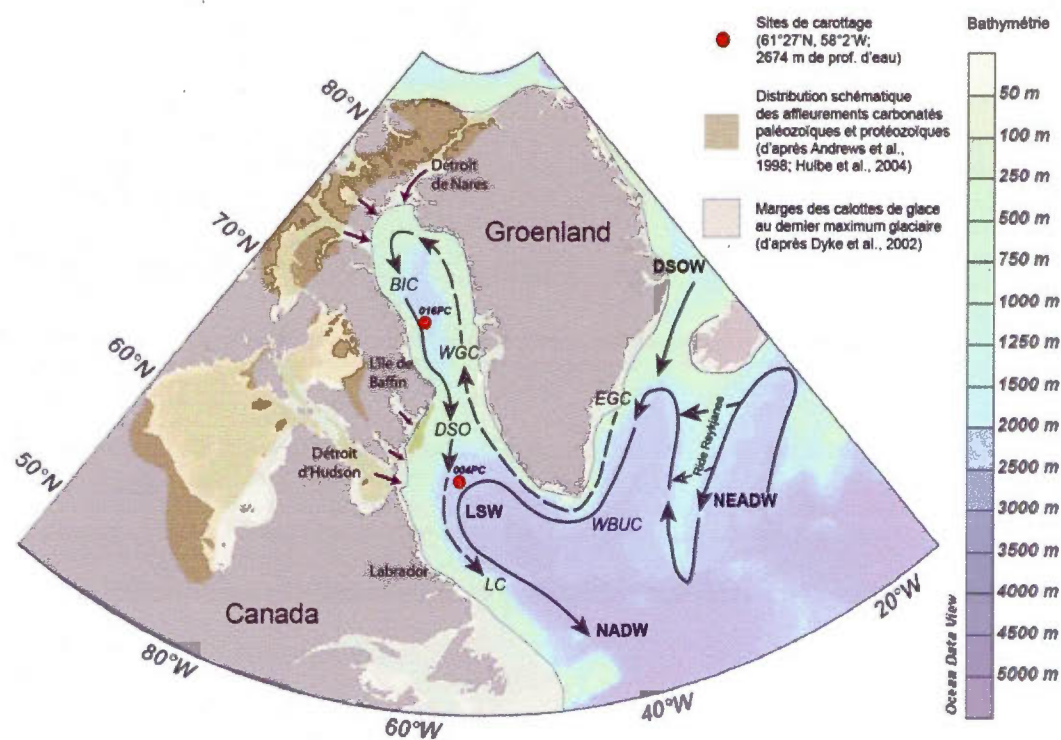 Sites de carottage
(61°27'N, 58°2'W;
2674 m de prof. d'eau)
Distribution schématique
des affleurements carbonatés
paléozoïques et protéozoïques
(d'après Andrews et al.,
1998; Hulbe et al., 2004)
Marges des calottes de glace
au dernier maximum glaciaire
(d'après Dyke et al., 2002)
Bathymétrie
50 m
100 m
250 m
500 m
750 m
1000 m
1250 m
1500 m
2000 m
2500 m
3000 m
3500 m
4000 m
4500 m
5000 m
Ocean Data View
80°N
70°N
60°N
50°N
80°W
60°W
40°W
20°W
Détroit
de Nares
Groenland
DSOW
BIC
016PC
WGC
L'île de
Baffin
EGC
DSO
Ride Reykjanes
Détroit
d'Hudson
004PC
LSW
WBUC
NEADW
Labrador
LC
Canada
NADW